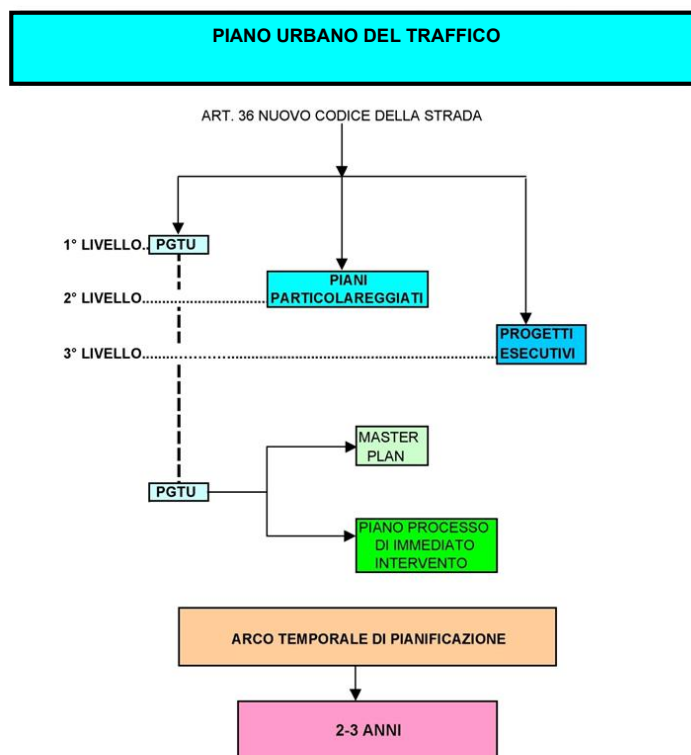 PIANO URBANO DEL TRAFFICO
ART. 36 NUOVO CODICE DELLA STRADA
1° LIVELLO.. PGTU
PIANI
PARTICOLAREGGIATI
2° LIVELLO..............................
PROGETTI
ESECUTIVI
3° LIVELLO.....................................................................................
MASTER
PLAN
PGTU
PIANO PROCESSO
DI IMMEDIATO
INTERVENTO
ARCO TEMPORALE DI PIANIFICAZIONE
2-3 ANNI